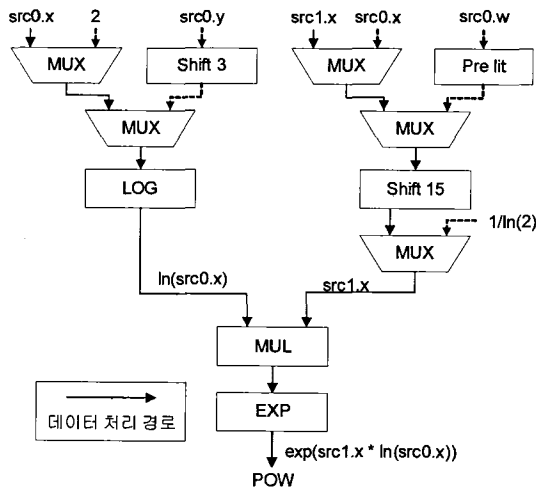 src0.x 2 src0.y src1.x src0.x src0.w
MUX Shift 3 MUX Pre lit
MUX MUX
LOG Shift 15
1/ln(2)
MUX
ln(src0.x) src1.x
MUL
EXP
데이터 처리 경로
exp(src1.x * ln(src0.x))
POW